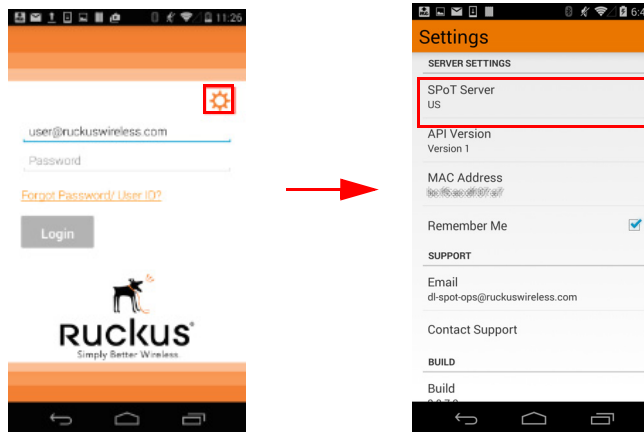 11:26
user@ruckuswireless.com
Password
Forgot Password/ User ID?
Login
Ruckus
Simply Better Wireless.
Settings
SERVER SETTINGS
SPoT Server
US
API Version
Version 1
MAC Address
Remember Me
SUPPORT
Email
dl-spot-ops@ruckuswireless.com
Contact Support
BUILD
Build